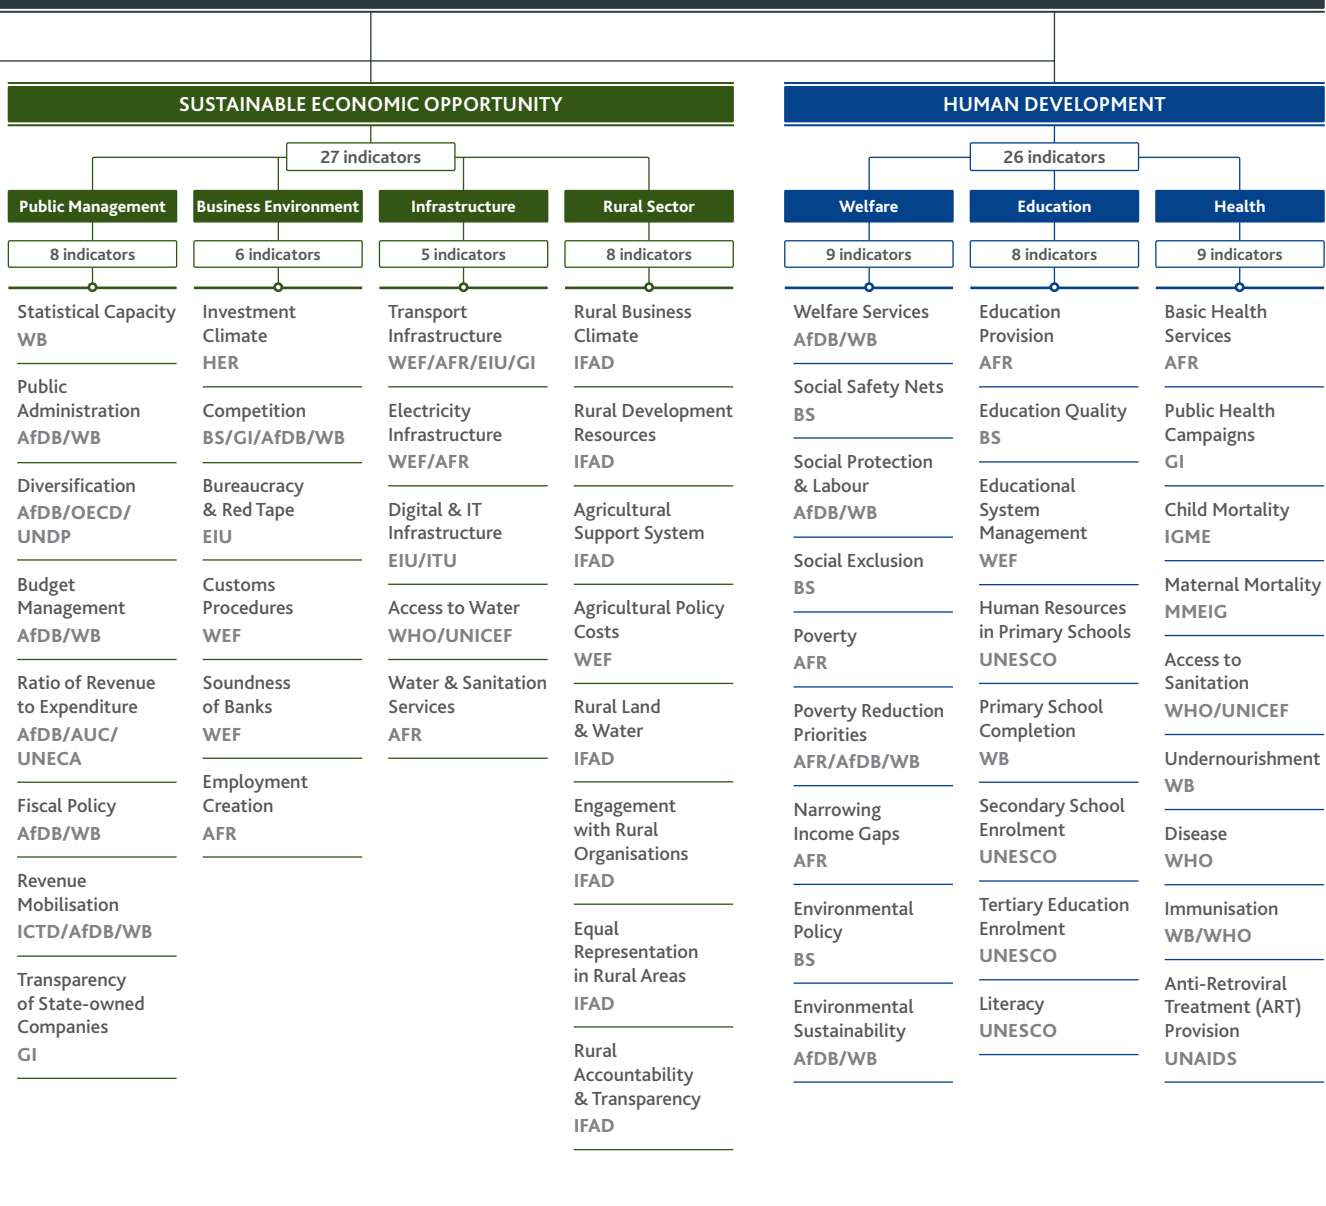 SUSTAINABLE ECONOMIC OPPORTUNITY
27 indicators
Public Management
8 indicators
Statistical Capacity
WB
Public
Administration
AfDB/WB
Diversification
AfDB/OECD/
UNDP
Budget
Management
AfDB/WB
Ratio of Revenue
to Expenditure
AfDB/AUC/
UNECA
Fiscal Policy
AfDB/WB
Revenue
Mobilisation
ICTD/AfDB/WB
Transparency
of State-owned
Companies
GI
Business Environment
6 indicators
Investment
Climate
HER
Competition
BS/GI/AfDB/WB
Bureaucracy
& Red Tape
EIU
Customs
Procedures
WEF
Soundness
of Banks
WEF
Employment
Creation
AFR
Infrastructure
5 indicators
Transport
Infrastructure
WEF/AFR/EIU/GI
Electricity
Infrastructure
WEF/AFR
Digital & IT
Infrastructure
EIU/ITU
Access to Water
WHO/UNICEF
Water & Sanitation
Services
AFR
Rural Sector
8 indicators
Rural Business
Climate
IFAD
Rural Development
Resources
IFAD
Agricultural
Support System
IFAD
Agricultural Policy
Costs
WEF
Rural Land
& Water
IFAD
Engagement
with Rural
Organisations
IFAD
Equal
Representation
in Rural Areas
IFAD
Rural
Accountability
& Transparency
IFAD
HUMAN DEVELOPMENT
26 indicators
Welfare
9 indicators
Welfare Services
AfDB/WB
Social Safety Nets
BS
Social Protection
& Labour
AfDB/WB
Social Exclusion
BS
Poverty
AFR
Poverty Reduction
Priorities
AFR/AfDB/WB
Narrowing
Income Gaps
AFR
Environmental
Policy
BS
Environmental
Sustainability
AfDB/WB
Education
8 indicators
Education
Provision
AFR
Education Quality
BS
Educational
System
Management
WEF
Human Resources
in Primary Schools
UNESCO
Primary School
Completion
WB
Secondary School
Enrolment
UNESCO
Tertiary Education
Enrolment
UNESCO
Literacy
UNESCO
Health
9 indicators
Basic Health
Services
AFR
Public Health
Campaigns
GI
Child Mortality
IGME
Maternal Mortality
MMEIG
Access to
Sanitation
WHO/UNICEF
Undernourishment
WB
Disease
WHO
Immunisation
WB/WHO
Anti-Retroviral
Treatment (ART)
Provision
UNAIDS